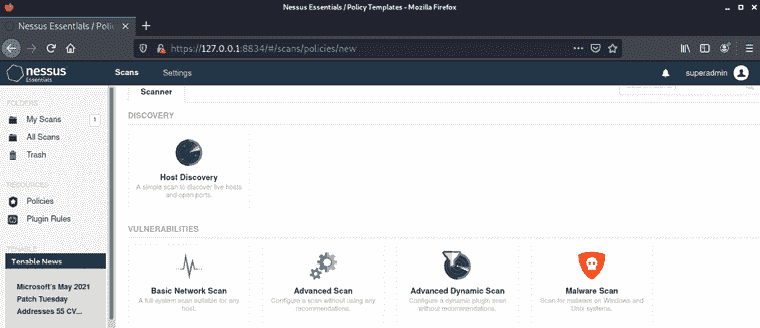 Nessus Essentials / Policy Templates - Mozilla Firefox
Nessus Essentials / Polic
https://127.0.0.1:8834/#/scans/policies/new
nessus
Essentials
Scans
Settings
superadmin
Scanner
FOLDERS
My Scans
1
All Scans
Trash
RESOURCES
Policies
Plugin Rules
TENABLE
Tenable News
Microsoft's May 2021
Patch Tuesday
Addresses 55 CV...
DISCOVERY
Host Discovery
A simple scan to discover live hosts
and open ports.
VULNERABILITIES
Basic Network Scan
A full-system scan suitable for any
host.
Advanced Scan
Configure a scan without using any
recommendations.
Advanced Dynamic Scan
Configure a dynamic plugin scan
without recommendations.
Malware Scan
Scan for malware on Windows and
Unix systems.